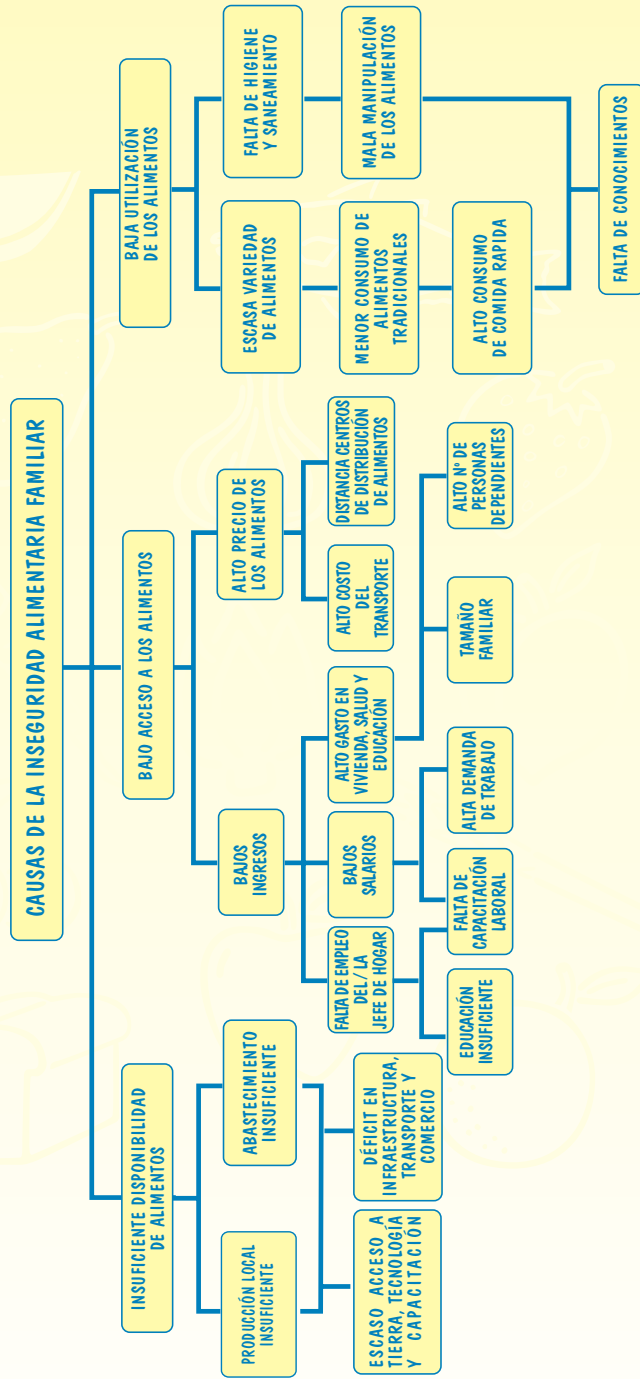 CAUSAS DE LA INSEGURIDAD ALIMENTARIA FAMILIAR
INSUFICIENTE DISPONIBILIDAD
DE ALIMENTOS
BAJO ACCESO A LOS ALIMENTOS
BAJA UTILIZACIÓN
DE LOS ALIMENTOS
PRODUCCIÓN LOCAL
INSUFICIENTE
ABASTECIMIENTO
INSUFICIENTE
BAJOS
INGRESOS
ALTO PRECIO DE
LOS ALIMENTOS
ESCASA VARIEDAD
DE ALIMENTOS
FALTA DE HIGIENE
Y SANEAMIENTO
ESCASO ACCESO A
TIERRA, TECNOLOGÍA
Y CAPACITACIÓN
DÉFICIT EN
INFRAESTRUCTURA,
TRANSPORTE Y
COMERCIO
FALTA DE EMPLEO
DEL/ LA
JEFE DE HOGAR
BAJOS
SALARIOS
ALTO GASTO EN
VIVIENDA, SALUD Y
EDUCACIÓN
ALTO COSTO
DEL
TRANSPORTE
DISTANCIA CENTROS
DE DISTRIBUCIÓN
DE ALIMENTOS
MENOR CONSUMO DE
ALIMENTOS
TRADICIONALES
MALA MANIPULACIÓN
DE LOS ALIMENTOS
EDUCACIÓN
INSUFICIENTE
FALTA DE
CAPACITACIÓN
LABORAL
ALTA DEMANDA
DE TRABAJO
TAMAÑO
FAMILIAR
ALTO Nº DE
PERSONAS
DEPENDIENTES
ALTO CONSUMO
DE COMIDA RAPIDA
FALTA DE CONOCIMIENTOS